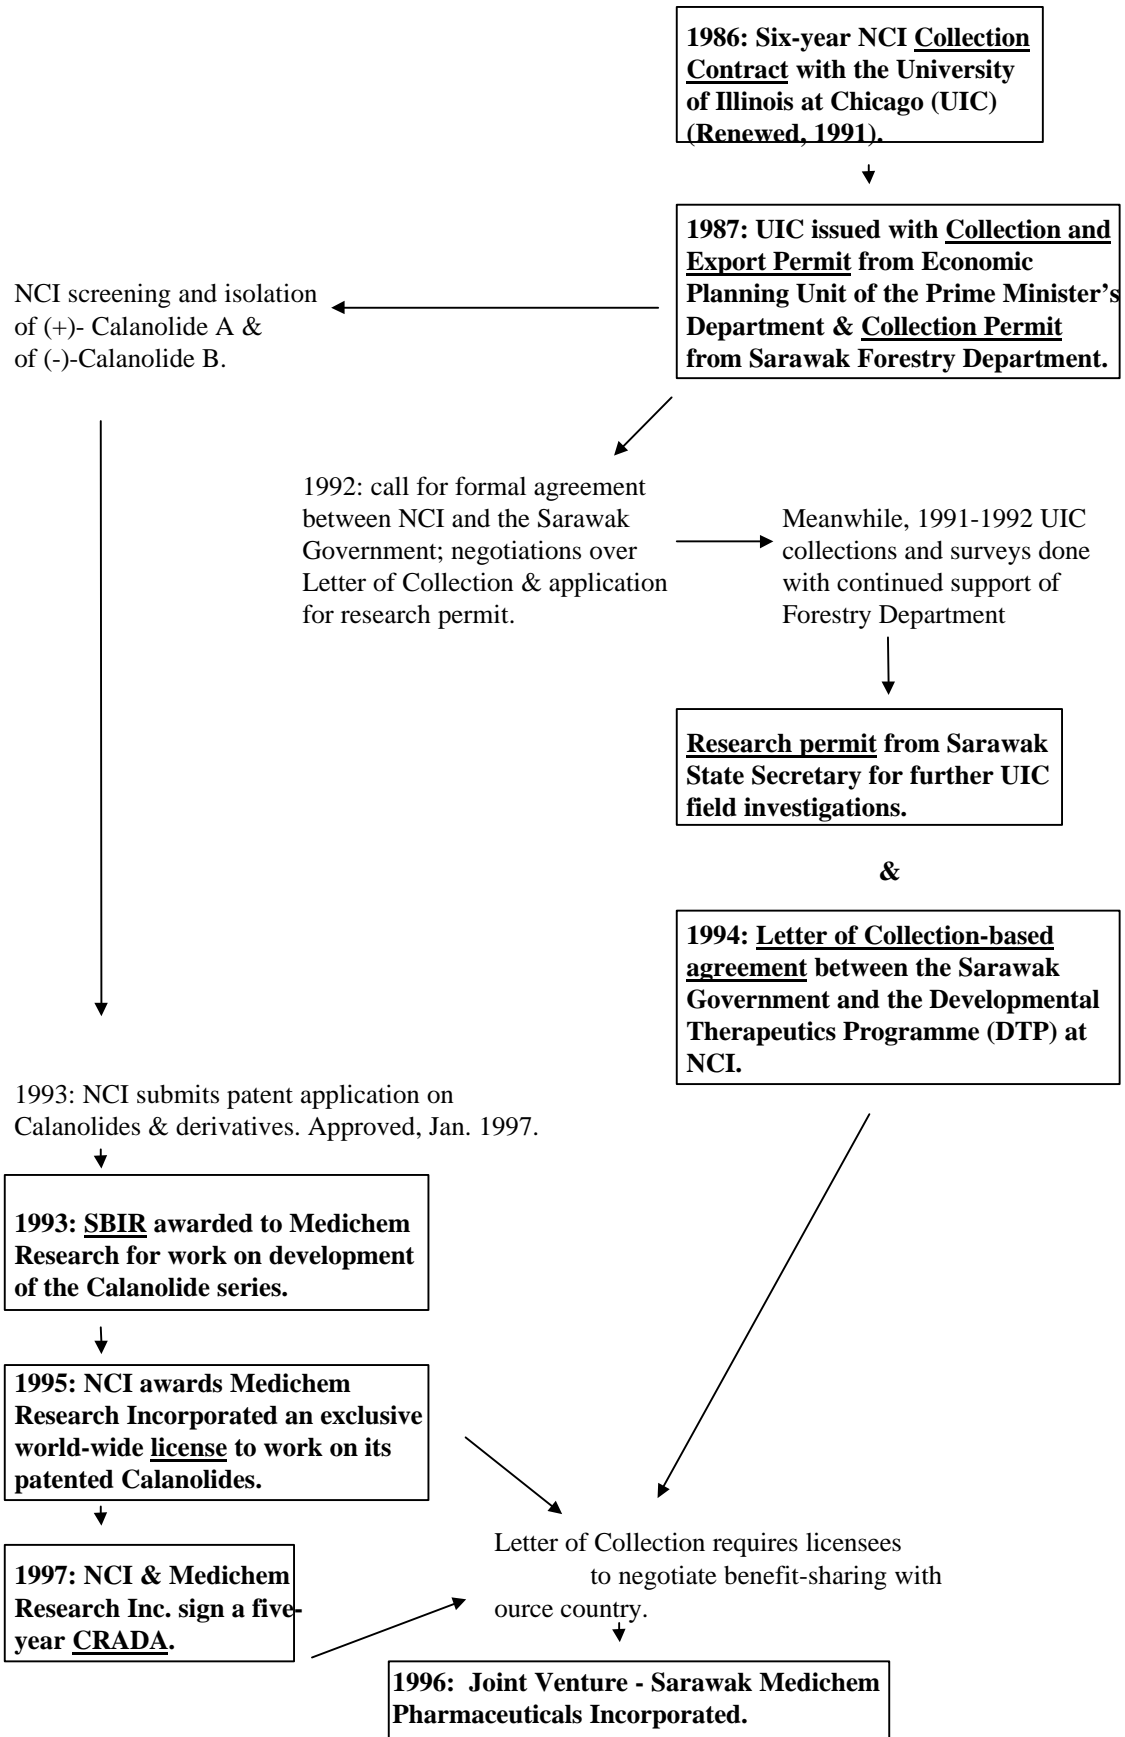 1986: Six-year NCI Collection
Contract with the University
of Illinois at Chicago (UIC)
(Renewed, 1991).
1987: UIC issued with Collection and
Export Permit from Economic
Planning Unit of the Prime Minister's
Department & Collection Permit
from Sarawak Forestry Department.
NCI screening and isolation
of (+)- Calanolide A &
of (-)-Calanolide B.
1992: call for formal agreement
between NCI and the Sarawak
Government; negotiations over
Letter of Collection & application
for research permit.
Meanwhile, 1991-1992 UIC
collections and surveys done
with continued support of
Forestry Department
Research permit from Sarawak
State Secretary for further UIC
field investigations.
&
1994: Letter of Collection-based
agreement between the Sarawak
Government and the Developmental
Therapeutics Programme (DTP) at
NCI.
1993: NCI submits patent application on
Calanolides & derivatives. Approved, Jan. 1997.
1993: SBIR awarded to Medichem
Research for work on development
of the Calanolide series.
1995: NCI awards Medichem
Research Incorporated an exclusive
world-wide license to work on its
patented Calanolides.
1997: NCI & Medichem
Research Inc. sign a five-
year CRADA.
Letter of Collection requires licensees
to negotiate benefit-sharing with
ource country.
1996: Joint Venture - Sarawak Medichem
Pharmaceuticals Incorporated.